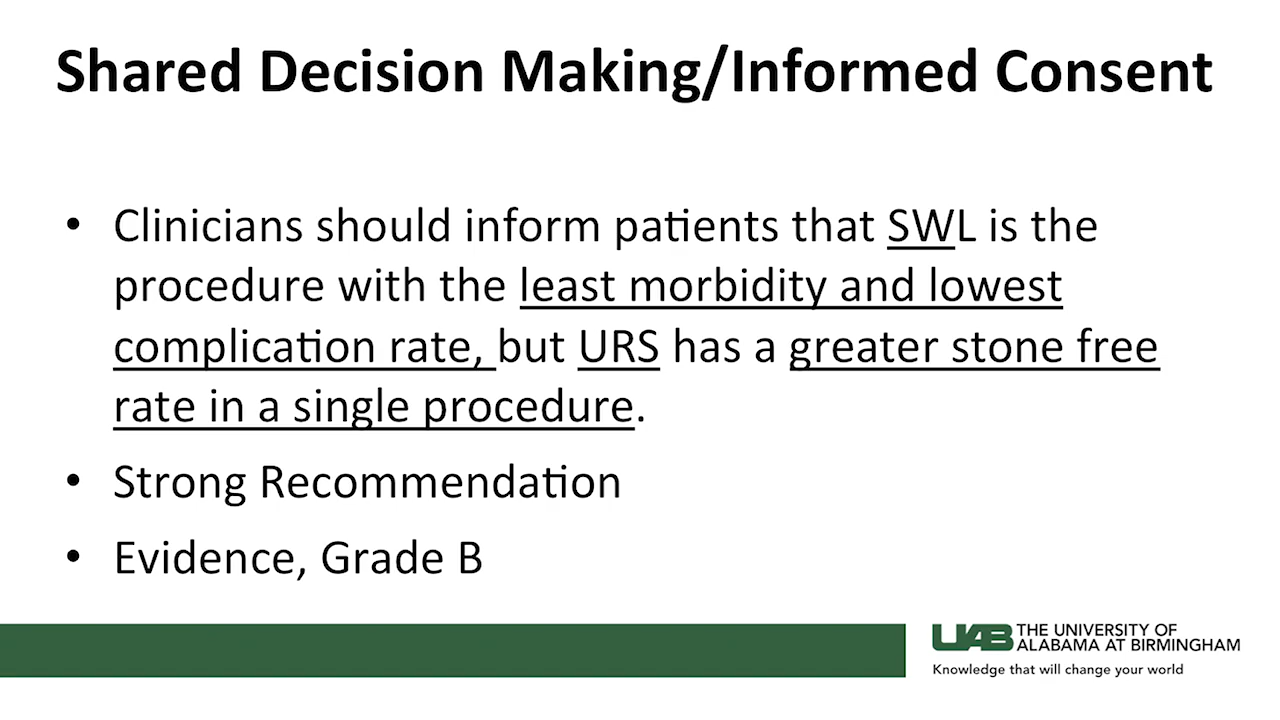 Shared Decision Making/Informed Consent
• Clinicians should inform patients that SWL is the
procedure with the least morbidity and lowest
complication rate, but URS has a greater stone free
rate in a single procedure.
• Strong Recommendation
• Evidence, Grade B
UAB THE UNIVERSITY OF
ALABAMA AT BIRMINGHAM
Knowledge that will change your world